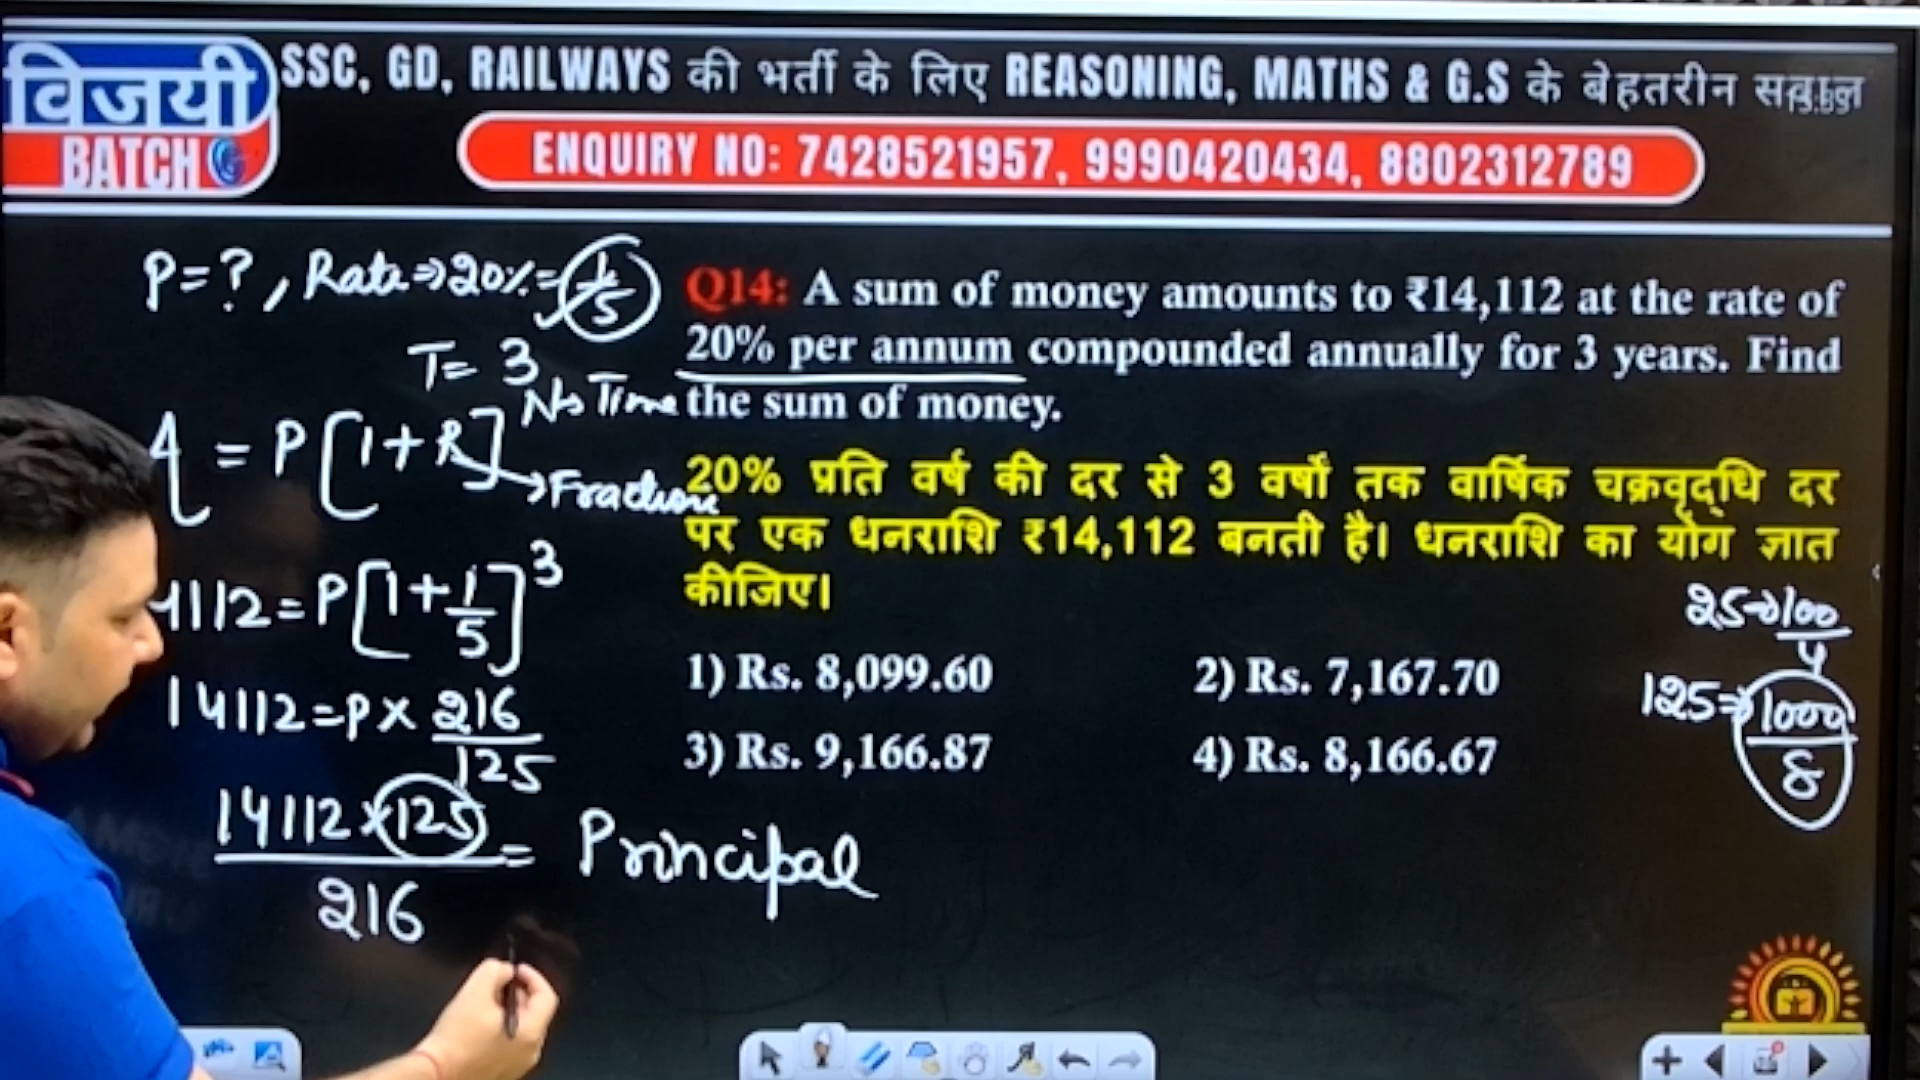 विजयी
BATCH
SSC, GD, RAILWAYS की भर्ती के लिए REASONING, MATHS & G.S के बेहतरीन सवाल
ENQUIRY NO: 7428521957, 9990420434, 8802312789
P = ? , Rate ⇒ 20% = 1/5
T = 3
No Time
= P [1 + R]
→ Fraction
1112 = P [1 + 1/5]³
14112 = P × 216/125
14112 × 125 / 216 = Principal
Q14: A sum of money amounts to ₹14,112 at the rate of
20% per annum compounded annually for 3 years. Find
the sum of money.
20% प्रति वर्ष की दर से 3 वर्षों तक वार्षिक चक्रवृद्धि दर
पर एक धनराशि ₹14,112 बनती है। धनराशि का योग ज्ञात
कीजिए।
1) Rs. 8,099.60
2) Rs. 7,167.70
3) Rs. 9,166.87
4) Rs. 8,166.67
25 ⇒ 100/4
125 ⇒ 1000/8